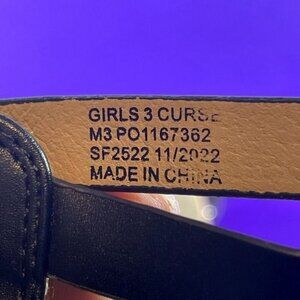 GIRLS 3 CURSE
M3 PO1167362
SF2522 11/2022
MADE IN CHINA